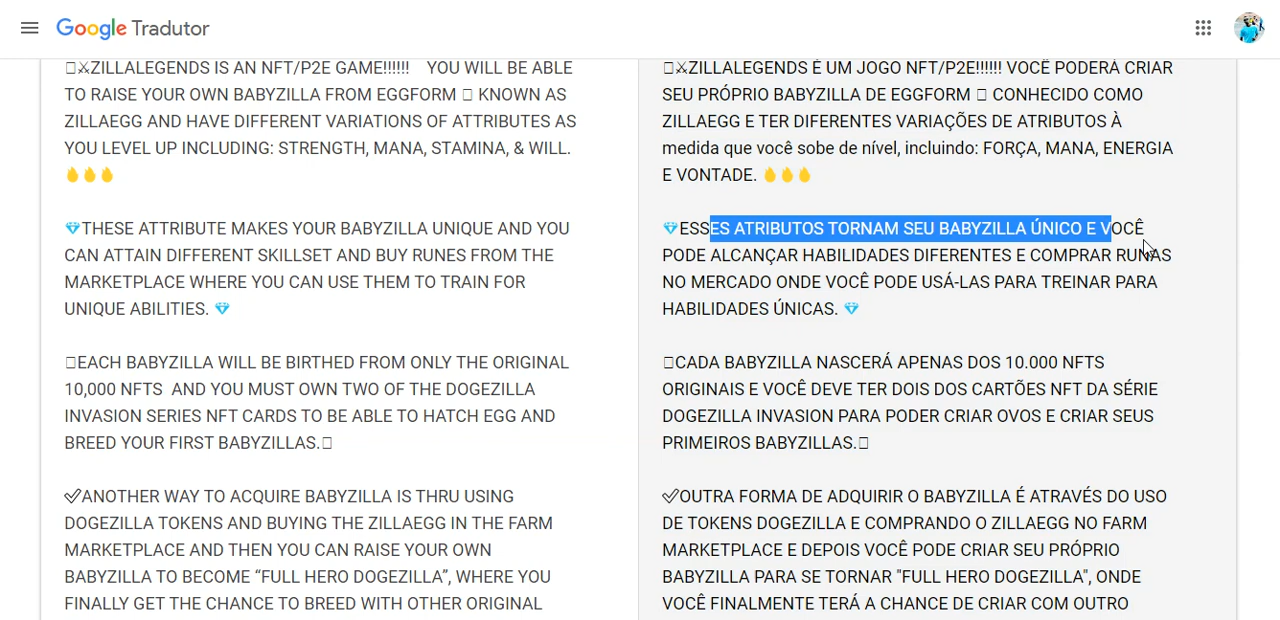 Google Tradutor
⚔ZILLALEGENDS IS AN NFT/P2E GAME!!!!!! YOU WILL BE ABLE
TO RAISE YOUR OWN BABYZILLA FROM EGGFORM KNOWN AS
ZILLAEGG AND HAVE DIFFERENT VARIATIONS OF ATTRIBUTES AS
YOU LEVEL UP INCLUDING: STRENGTH, MANA, STAMINA, & WILL.
🔥🔥🔥
💎THESE ATTRIBUTE MAKES YOUR BABYZILLA UNIQUE AND YOU
CAN ATTAIN DIFFERENT SKILLSET AND BUY RUNES FROM THE
MARKETPLACE WHERE YOU CAN USE THEM TO TRAIN FOR
UNIQUE ABILITIES. 💎
EACH BABYZILLA WILL BE BIRTHED FROM ONLY THE ORIGINAL
10,000 NFTS AND YOU MUST OWN TWO OF THE DOGEZILLA
INVASION SERIES NFT CARDS TO BE ABLE TO HATCH EGG AND
BREED YOUR FIRST BABYZILLAS.
✅ANOTHER WAY TO ACQUIRE BABYZILLA IS THRU USING
DOGEZILLA TOKENS AND BUYING THE ZILLAEGG IN THE FARM
MARKETPLACE AND THEN YOU CAN RAISE YOUR OWN
BABYZILLA TO BECOME “FULL HERO DOGEZILLA”, WHERE YOU
FINALLY GET THE CHANCE TO BREED WITH OTHER ORIGINAL
⚔ZILLALEGENDS É UM JOGO NFT/P2E!!!!!! VOCÊ PODERÁ CRIAR
SEU PRÓPRIO BABYZILLA DE EGGFORM CONHECIDO COMO
ZILLAEGG E TER DIFERENTES VARIAÇÕES DE ATRIBUTOS À
medida que você sobe de nível, incluindo: FORÇA, MANA, ENERGIA
E VONTADE. 🔥🔥🔥
💎ESSES ATRIBUTOS TORNAM SEU BABYZILLA ÚNICO E VOCÊ
PODE ALCANÇAR HABILIDADES DIFERENTES E COMPRAR RUNAS
NO MERCADO ONDE VOCÊ PODE USÁ-LAS PARA TREINAR PARA
HABILIDADES ÚNICAS. 💎
CADA BABYZILLA NASCERÁ APENAS DOS 10.000 NFTS
ORIGINAIS E VOCÊ DEVE TER DOIS DOS CARTÕES NFT DA SÉRIE
DOGEZILLA INVASION PARA PODER CRIAR OVOS E CRIAR SEUS
PRIMEIROS BABYZILLAS.
✅OUTRA FORMA DE ADQUIRIR O BABYZILLA É ATRAVÉS DO USO
DE TOKENS DOGEZILLA E COMPRANDO O ZILLAEGG NO FARM
MARKETPLACE E DEPOIS VOCÊ PODE CRIAR SEU PRÓPRIO
BABYZILLA PARA SE TORNAR "FULL HERO DOGEZILLA", ONDE
VOCÊ FINALMENTE TERÁ A CHANCE DE CRIAR COM OUTRO